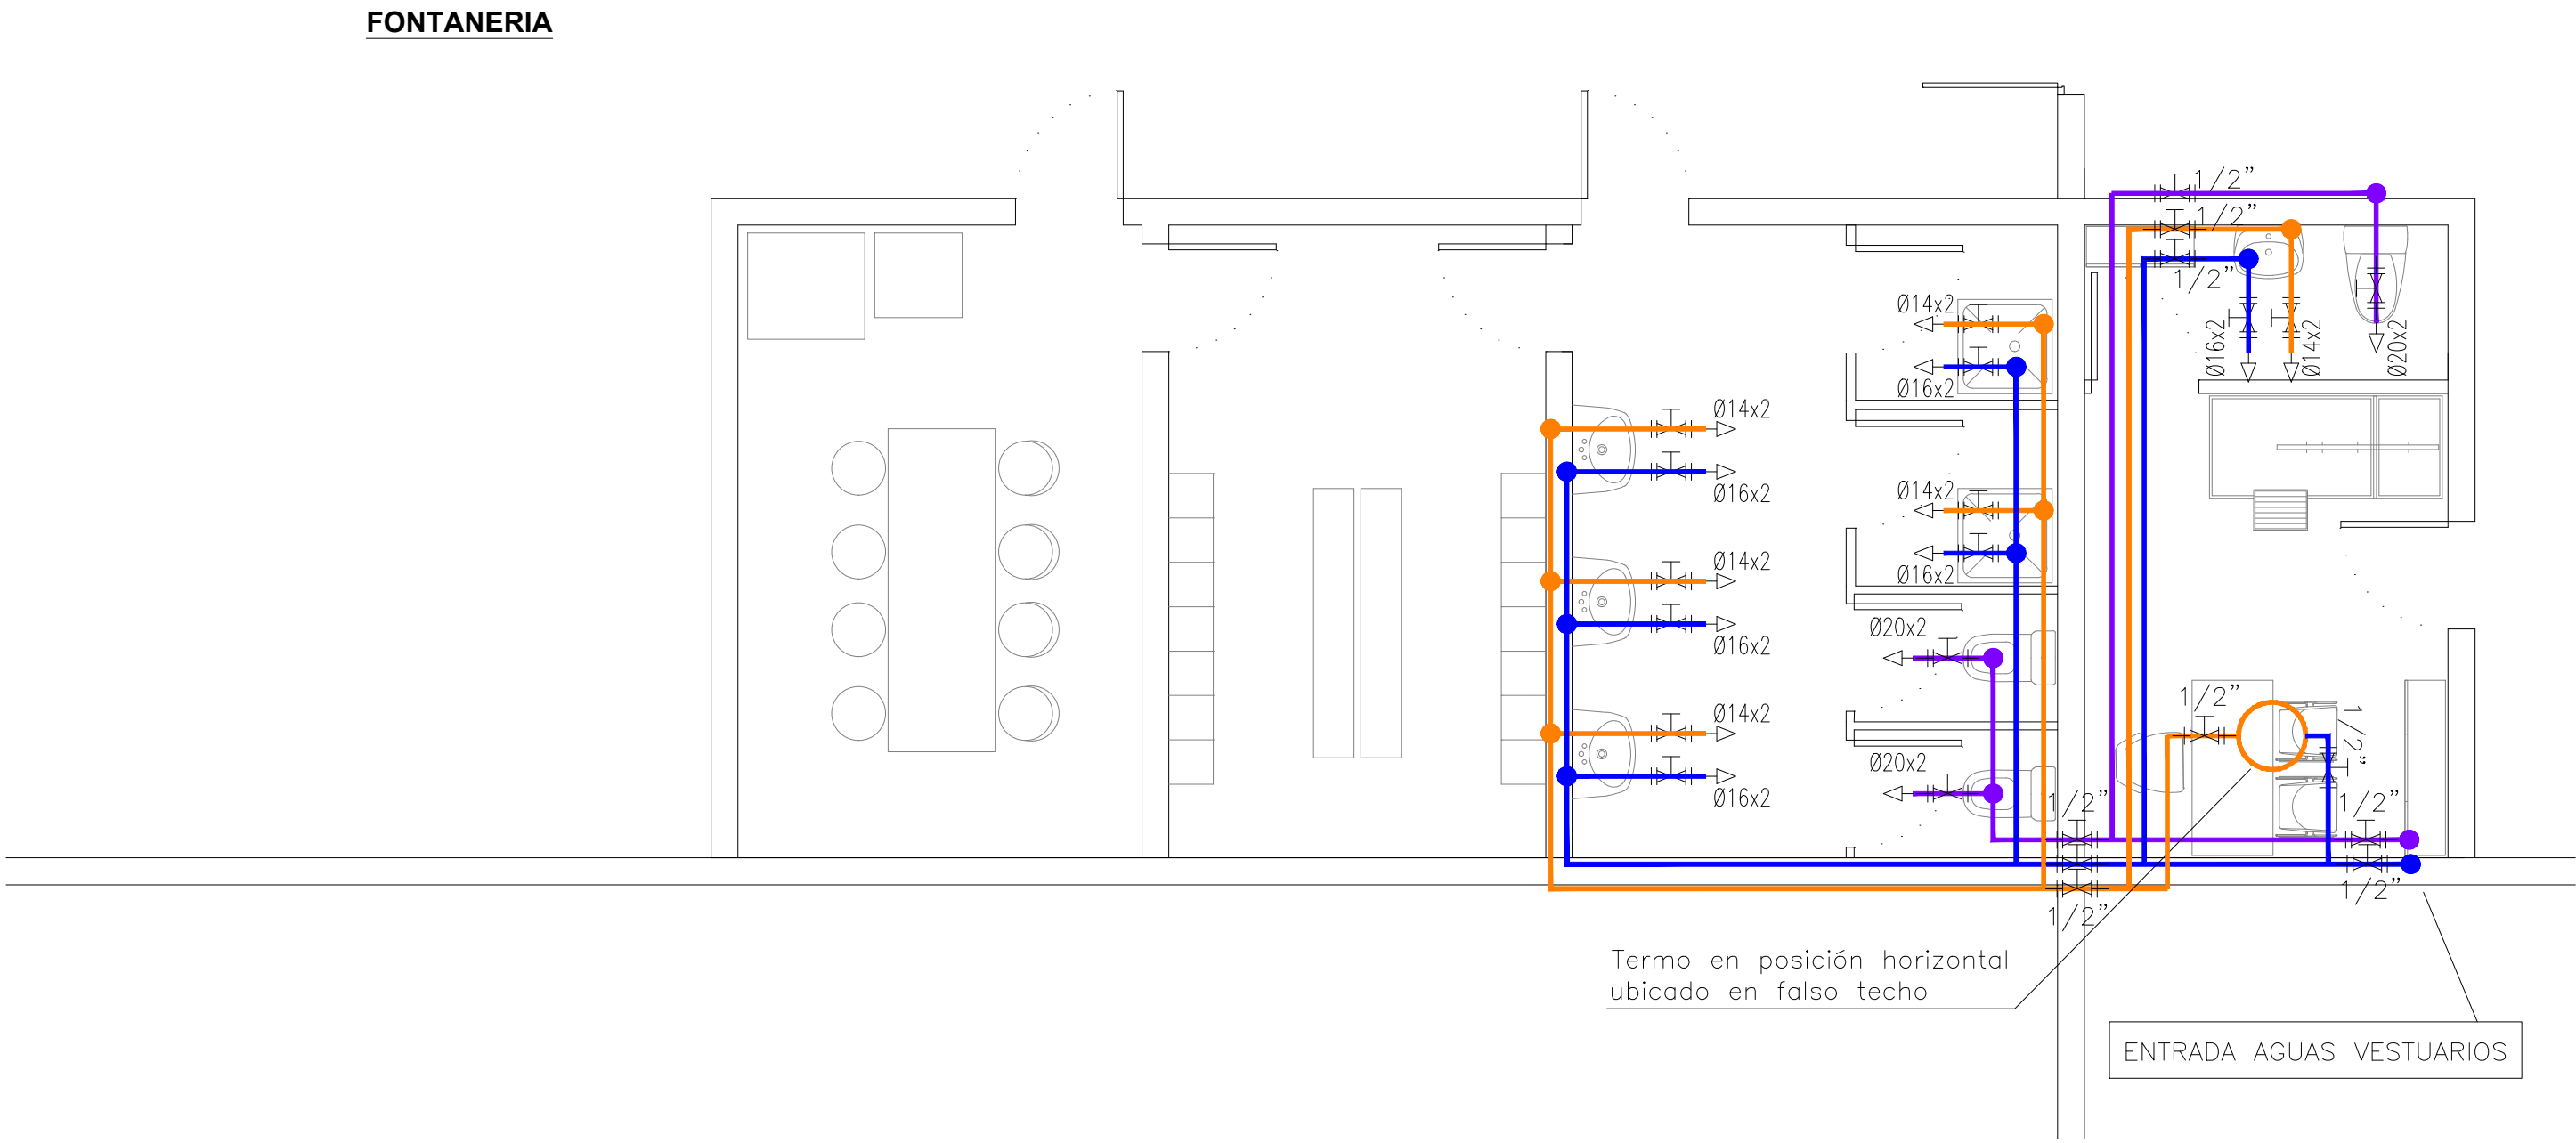 FONTANERIA
1/2”
1/2”
1/2”
Ø14x2
Ø16x2
Ø16x2
Ø14x2
Ø20x2
Ø14x2
Ø16x2
Ø14x2
Ø16x2
Ø14x2
Ø16x2
Ø20x2
Ø14x2
Ø16x2
Ø20x2
1/2”
1/2”
1/2”
1/2”
1/2”
1/2”
Termo en posición horizontal
ubicado en falso techo
ENTRADA AGUAS VESTUARIOS